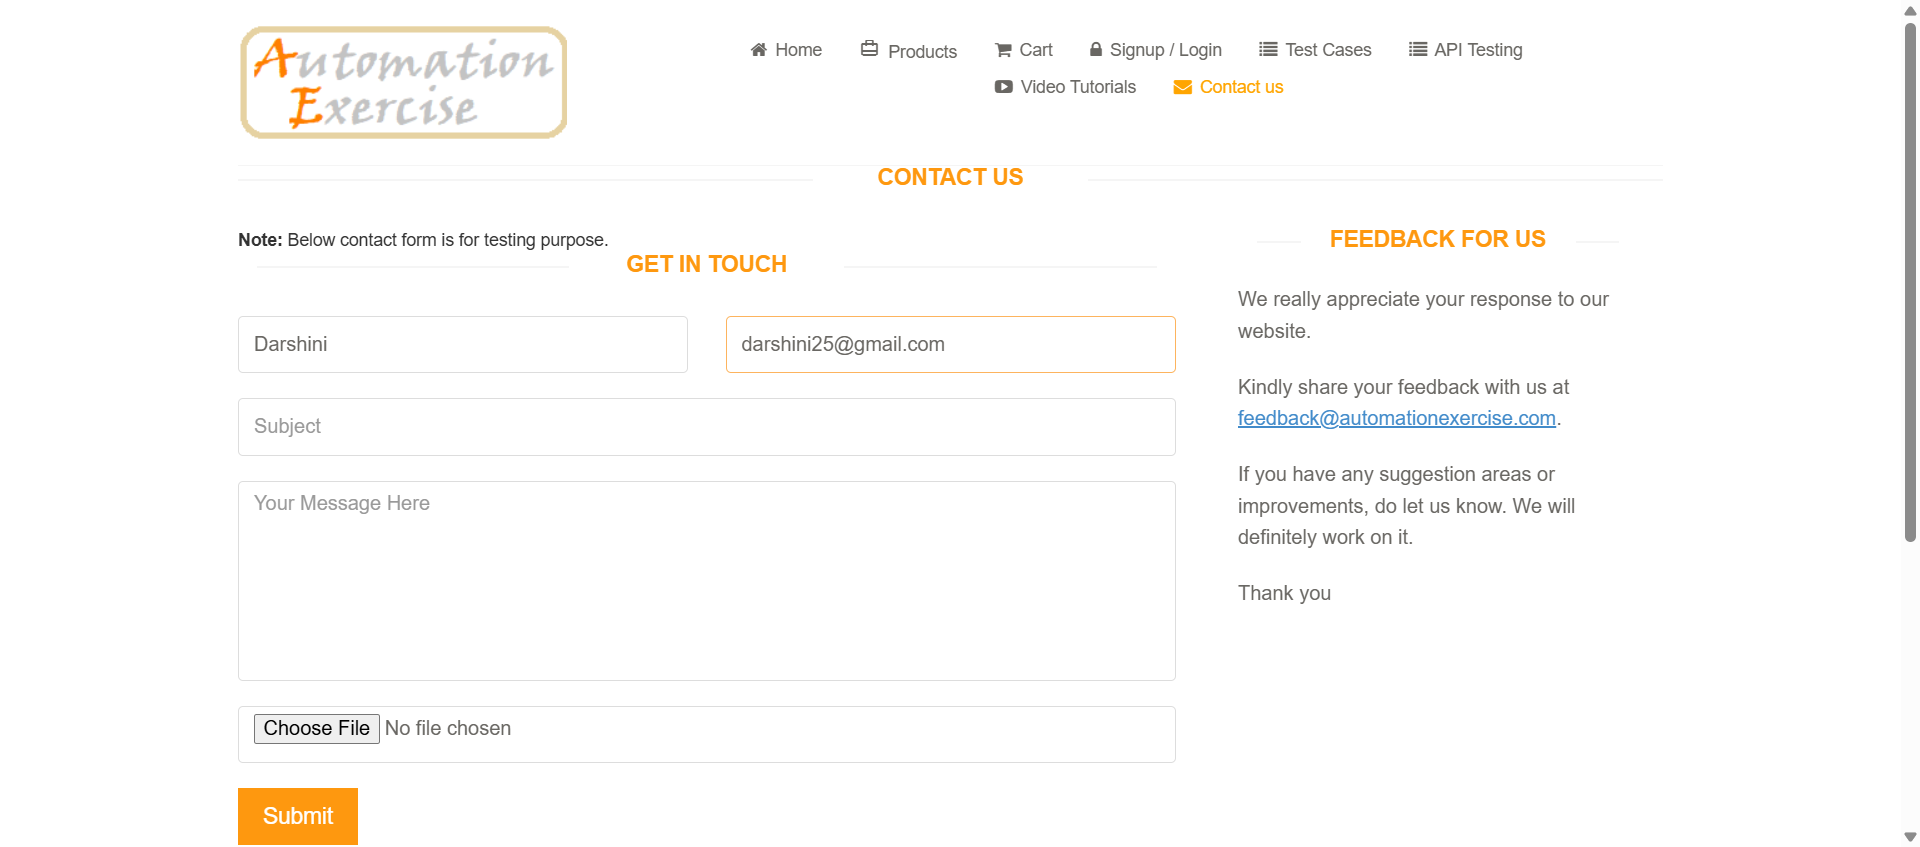 Automation
Exercise
Home Products Cart Signup / Login Test Cases API Testing
Video Tutorials Contact us
CONTACT US
Note: Below contact form is for testing purpose.
GET IN TOUCH
Darshini darshini25@gmail.com
Subject
Your Message Here
Choose File No file chosen
Submit
FEEDBACK FOR US
We really appreciate your response to our
website.
Kindly share your feedback with us at
feedback@automationexercise.com.
If you have any suggestion areas or
improvements, do let us know. We will
definitely work on it.
Thank you